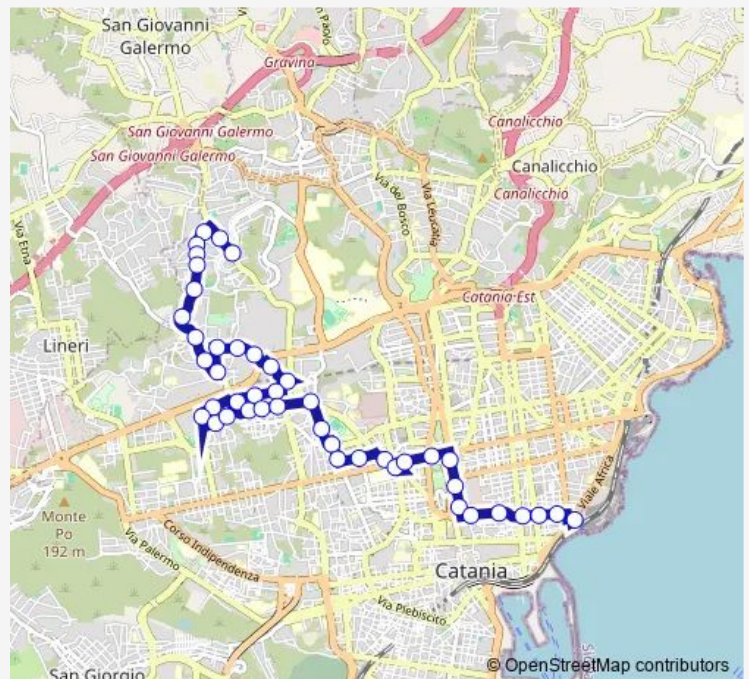 San Giovanni
Galermo
Gravina
San Giovanni Galermo
San Giovanni Galermo
Canalicchio
Canalicchio
Canalicchio
Via del Bosco
Via Leucatia
Via Etna
Catania Est
Lineri
Monte
Po
192 m
Via Palermo
Corso Indipendenza
Viale Africa
Catania
Via Plebiscito
San Giorgio
© OpenStreetMap contributors